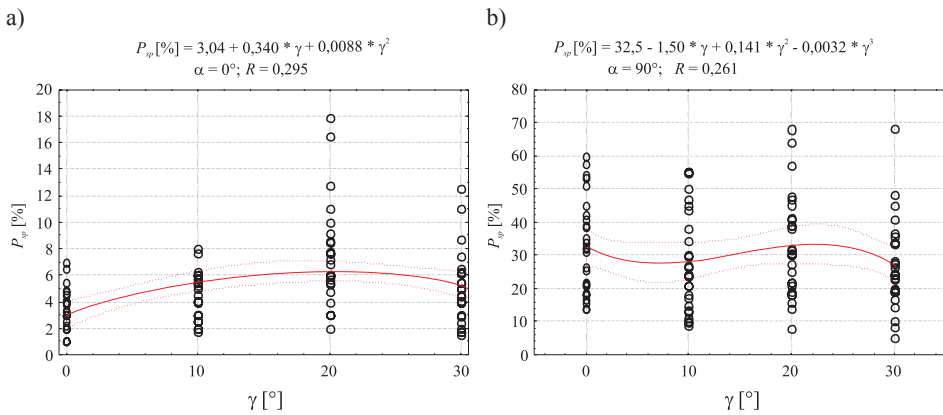 a)
P_sp [%] = 3,04 + 0,340 * γ + 0,0088 * γ²
α = 0°; R = 0,295
20
18
16
14
12
10
8
6
4
2
0
P_sp [%]
0 10 20 30
γ [°]
b)
P_sp [%] = 32,5 - 1,50 * γ + 0,141 * γ² - 0,0032 * γ³
α = 90°; R = 0,261
80
70
60
50
40
30
20
10
0
P_sp [%]
0 10 20 30
γ [°]